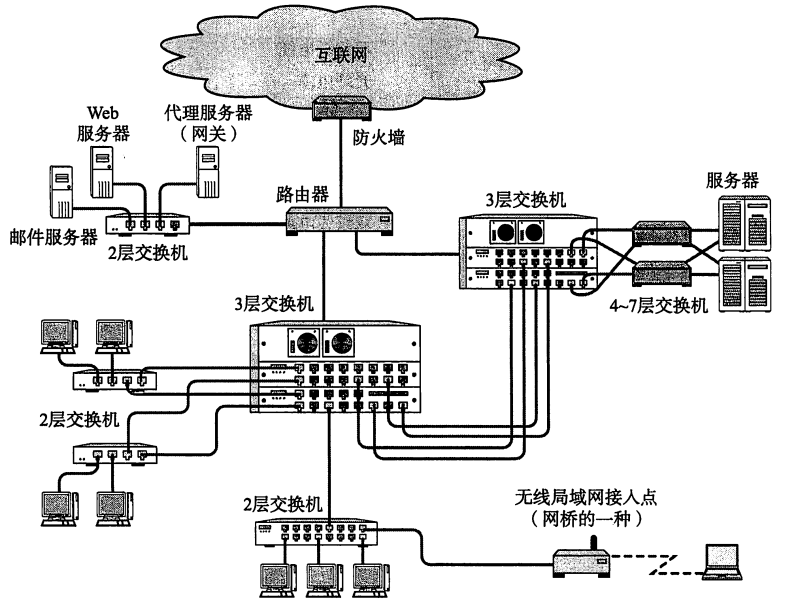 互联网
防火墙
Web
服务器
代理服务器
（网关）
邮件服务器
2层交换机
路由器
3层交换机
服务器
4~7层交换机
3层交换机
2层交换机
2层交换机
无线局域网接入点
（网桥的一种）